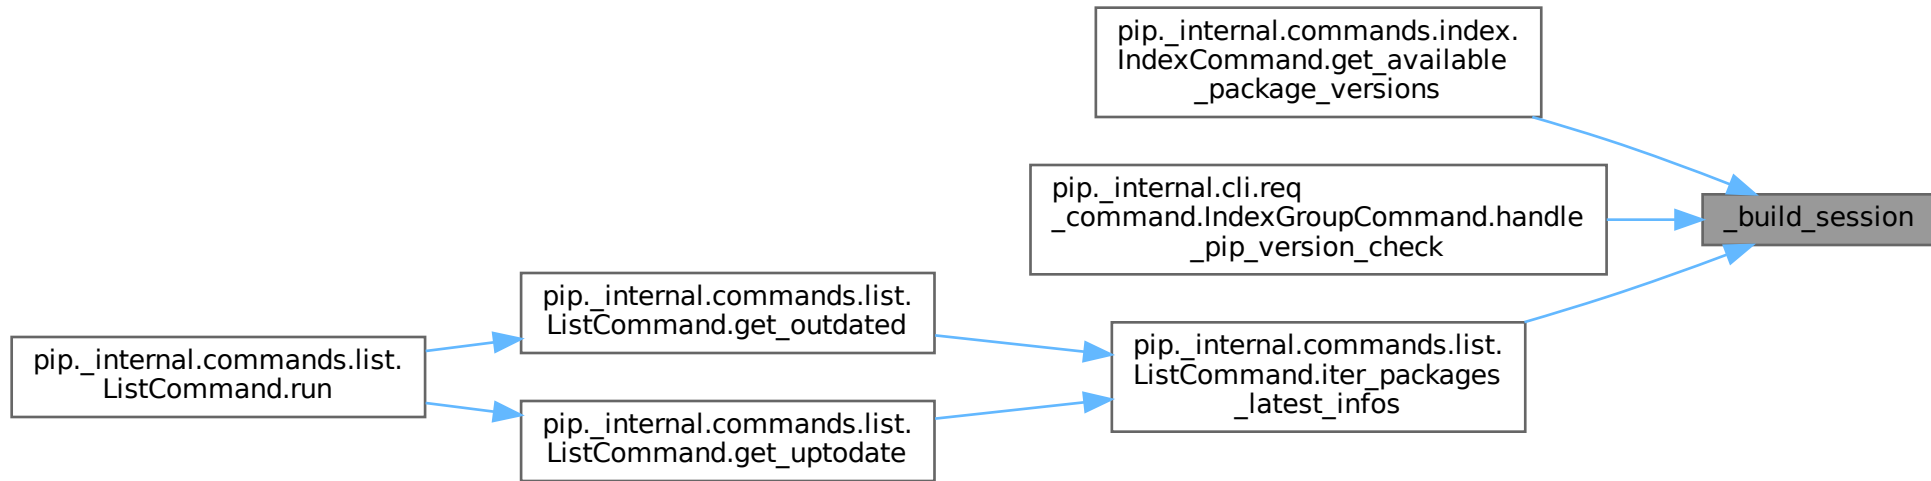 pip._internal.commands.index.
IndexCommand.get_available
_package_versions
pip._internal.cli.req
_command.IndexGroupCommand.handle
_pip_version_check
_build_session
pip._internal.commands.list.
ListCommand.get_outdated
pip._internal.commands.list.
ListCommand.run
pip._internal.commands.list.
ListCommand.iter_packages
_latest_infos
pip._internal.commands.list.
ListCommand.get_uptodate